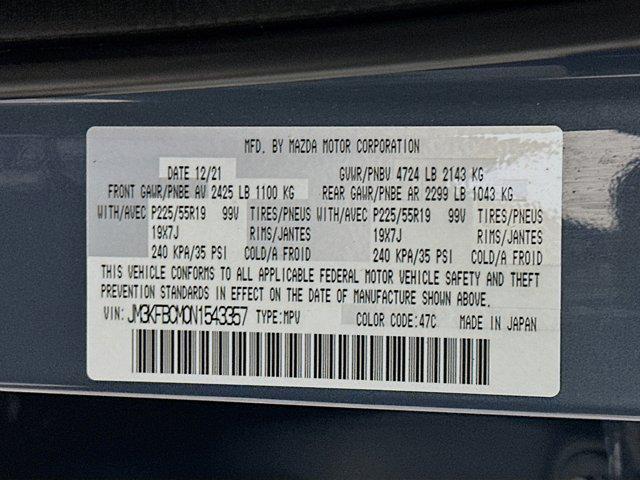 MFD. BY MAZDA MOTOR CORPORATION
DATE 12/21 GVWR/PNBV 4724 LB 2143 KG
FRONT GAWR/PNBE AV 2425 LB 1100 KG REAR GAWR/PNBE AR 2299 LB 1043 KG
WITH/AVEC P225/55R19 99V TIRES/PNEUS WITH/AVEC P225/55R19 99V TIRES/PNEUS
19X7J RIMS/JANTES 19X7J RIMS/JANTES
240 KPA/35 PSI COLD/A FROID 240 KPA/35 PSI COLD/A FROID
THIS VEHICLE CONFORMS TO ALL APPLICABLE FEDERAL MOTOR VEHICLE SAFETY AND THEFT
PREVENTION STANDARDS IN EFFECT ON THE DATE OF MANUFACTURE SHOWN ABOVE.
VIN: JM3KFBCM0N1543357 TYPE:MPV COLOR CODE:47C MADE IN JAPAN